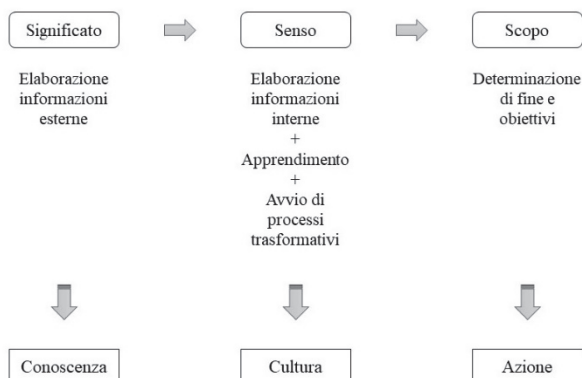 Significato
Senso
Scopo
Elaborazione
informazioni
esterne
Elaborazione
informazioni
interne
+
Apprendimento
+
Avvio di
processi
trasformativi
Determinazione
di fine e
obiettivi
Conoscenza
Cultura
Azione